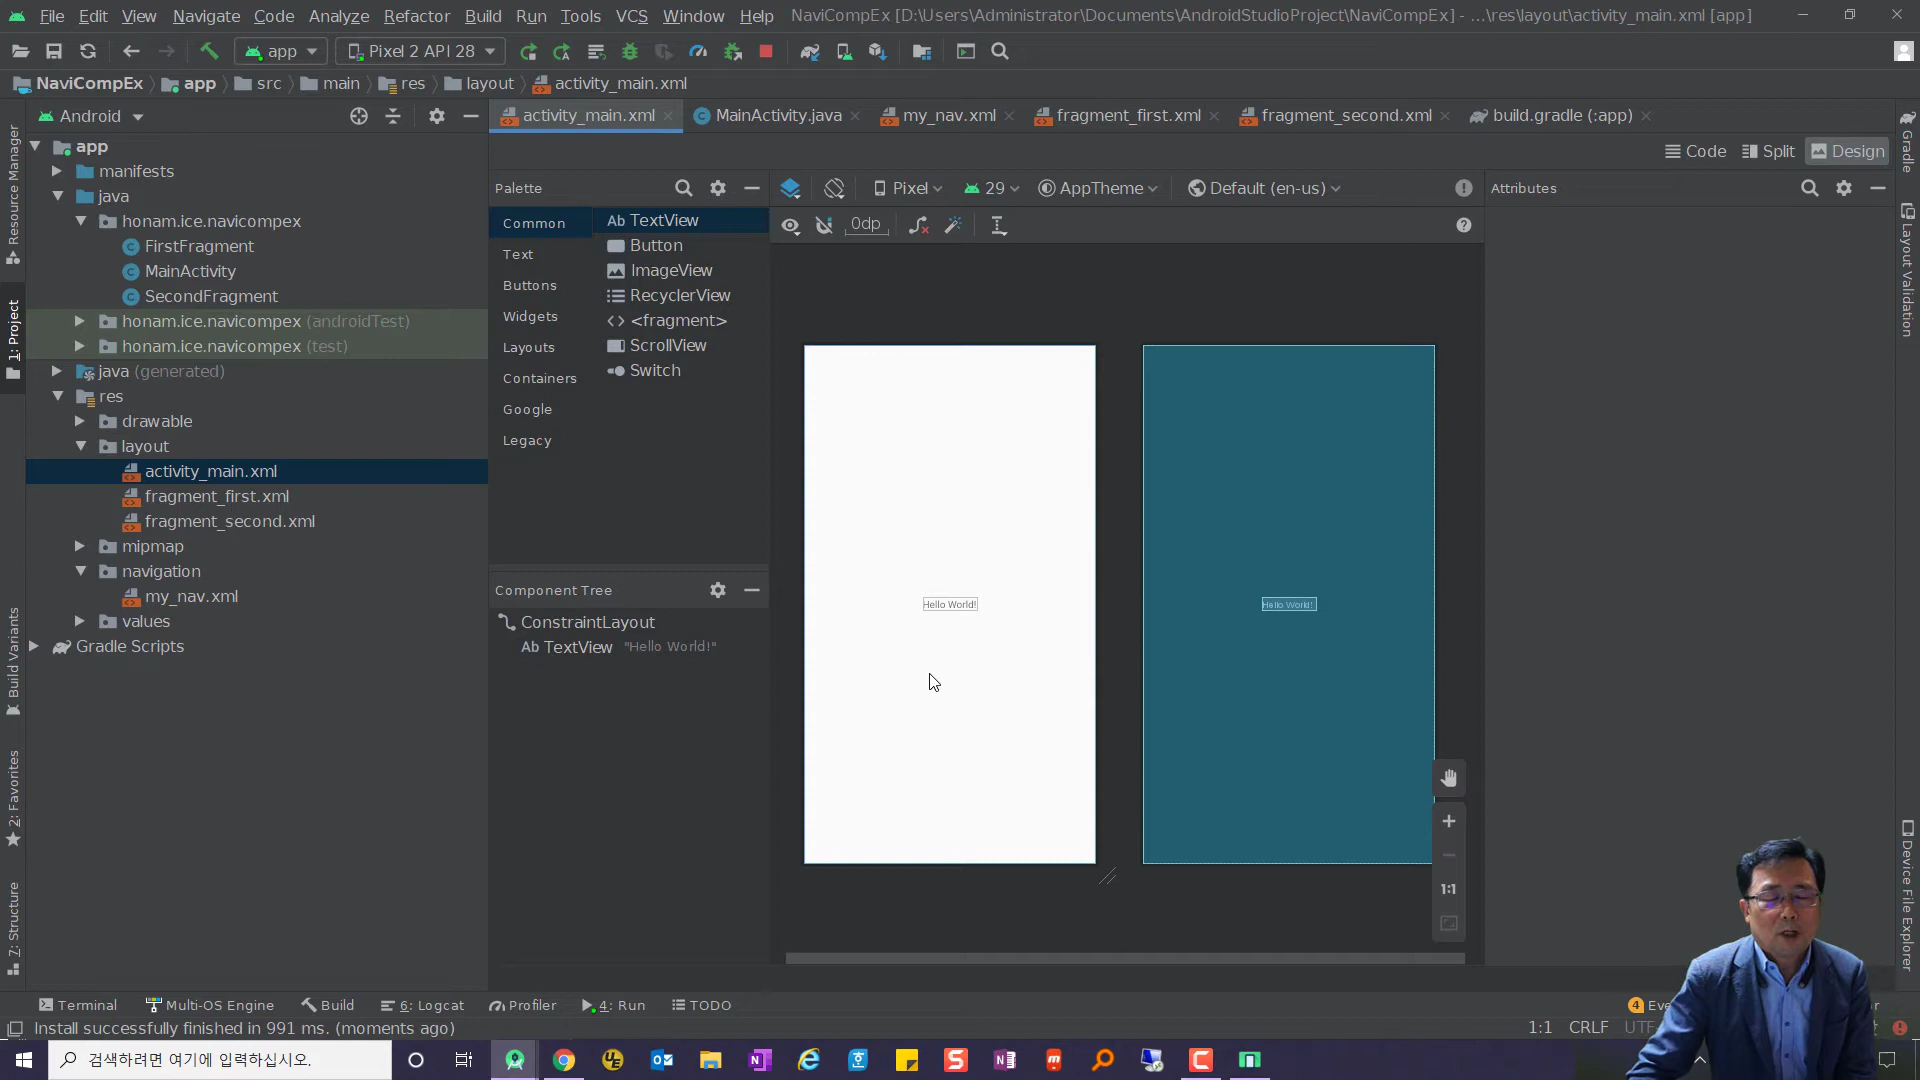 File Edit View Navigate Code Analyze Refactor Build Run Tools VCS Window Help NaviCompEx [D:\Users\Administrator\Documents\AndroidStudioProject\NaviCompEx] - ...\res\layout\activity_main.xml [app]
app Pixel 2 API 28
NaviCompEx app src main res layout activity_main.xml
Android
activity_main.xml MainActivity.java my_nav.xml fragment_first.xml fragment_second.xml build.gradle (:app)
Code Split Design
app
manifests
java
honam.ice.navicompex
FirstFragment
MainActivity
SecondFragment
honam.ice.navicompex (androidTest)
honam.ice.navicompex (test)
java (generated)
res
drawable
layout
activity_main.xml
fragment_first.xml
fragment_second.xml
mipmap
navigation
my_nav.xml
values
Gradle Scripts
Resource Manager
1: Project
Build Variants
2: Favorites
7: Structure
Palette
Common
Text
Buttons
Widgets
Layouts
Containers
Google
Legacy
Ab TextView
Button
ImageView
RecyclerView
<fragment>
ScrollView
Switch
Component Tree
ConstraintLayout
Ab TextView "Hello World!"
Pixel 29 AppTheme Default (en-us)
0dp
Hello World!
Hello World!
1:1
Attributes
Gradle
Layout Validation
Device File Explorer
Terminal Multi-OS Engine Build 6: Logcat Profiler 4: Run TODO
4
Install successfully finished in 991 ms. (moments ago)
1:1 CRLF
검색하려면 여기에 입력하십시오.